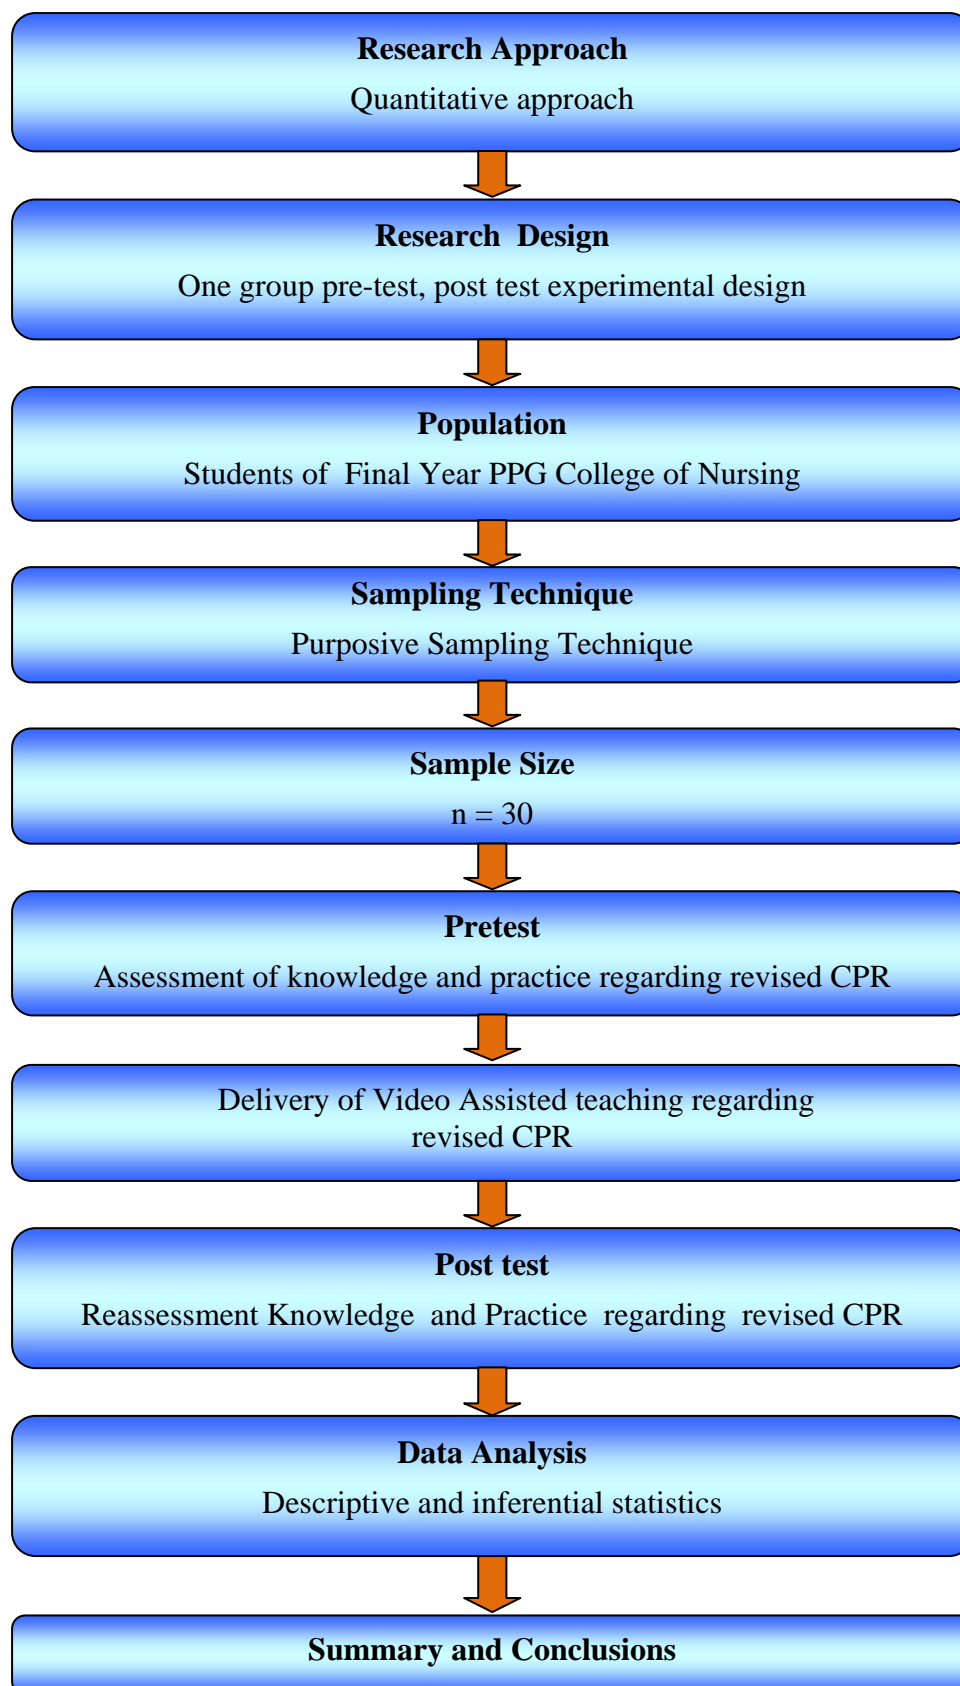 Research Approach
Quantitative approach
Research Design
One group pre-test, post test experimental design
Population
Students of Final Year PPG College of Nursing
Sampling Technique
Purposive Sampling Technique
Sample Size
n = 30
Pretest
Assessment of knowledge and practice regarding revised CPR
Delivery of Video Assisted teaching regarding
revised CPR
Post test
Reassessment Knowledge and Practice regarding revised CPR
Data Analysis
Descriptive and inferential statistics
Summary and Conclusions